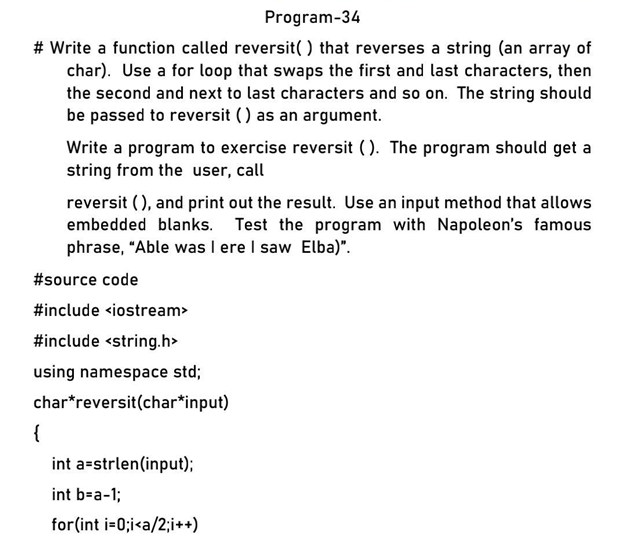 Program-34
# Write a function called reversit( ) that reverses a string (an array of
char). Use a for loop that swaps the first and last characters, then
the second and next to last characters and so on. The string should
be passed to reversit () as an argument.
Write a program to exercise reversit ( ). The program should get a
string from the user, call
reversit ( ), and print out the result. Use an input method that allows
embedded blanks. Test the program with Napoleon's famous
phrase, “Able was I ere I saw Elba)”.
#source code
#include <iostream>
#include <string.h>
using namespace std;
char*reversit(char*input)
{
int a=strlen(input);
int b=a-1;
for(int i=0;i<a/2;i++)